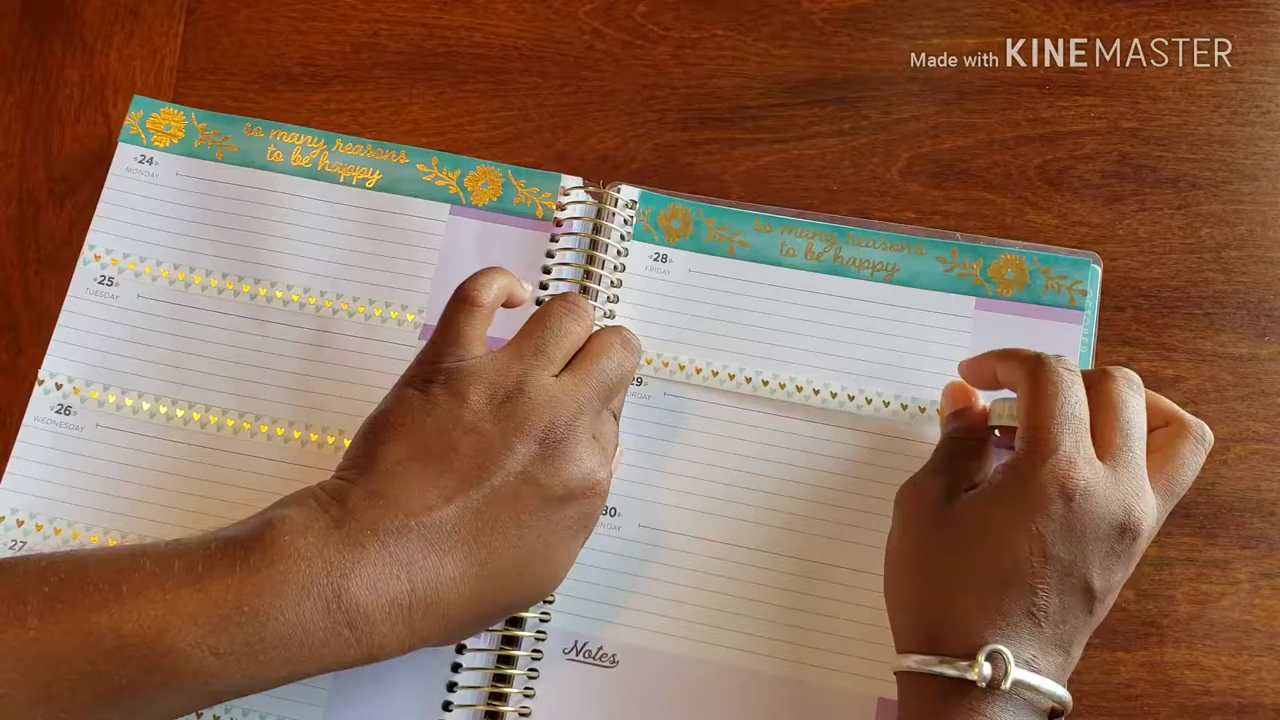 Made with KINEMASTER
so many reasons
to be happy
24
MONDAY
25
TUESDAY
26
WEDNESDAY
27
so many reasons
to be happy
28
FRIDAY
29
30
Notes